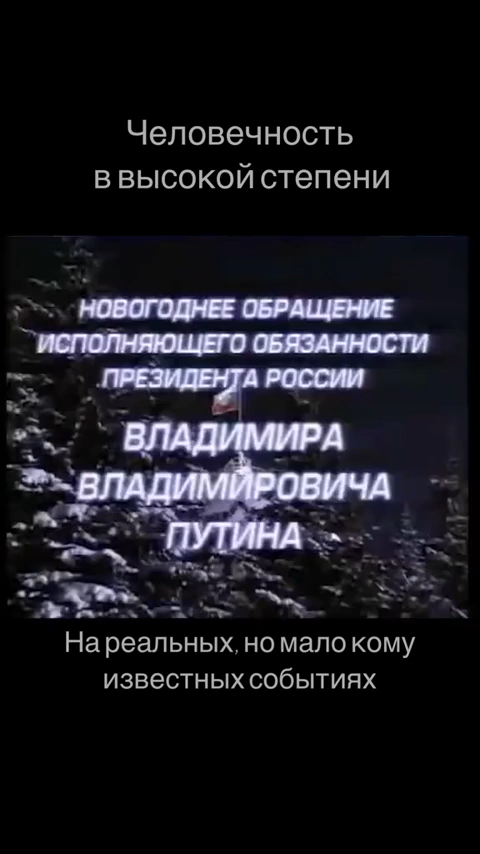 Человечность
в высокой степени
НОВОГОДНЕЕ ОБРАЩЕНИЕ
ИСПОЛНЯЮЩЕГО ОБЯЗАННОСТИ
ПРЕЗИДЕНТА РОССИИ
ВЛАДИМИРА
ВЛАДИМИРОВИЧА
ПУТИНА
На реальных, но мало кому
известных событиях